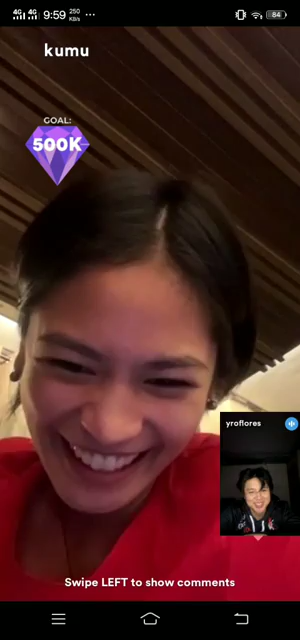 4G 4G 9:59 250 KB/s ... 84
kumu
GOAL:
500K
yroflores
Swipe LEFT to show comments